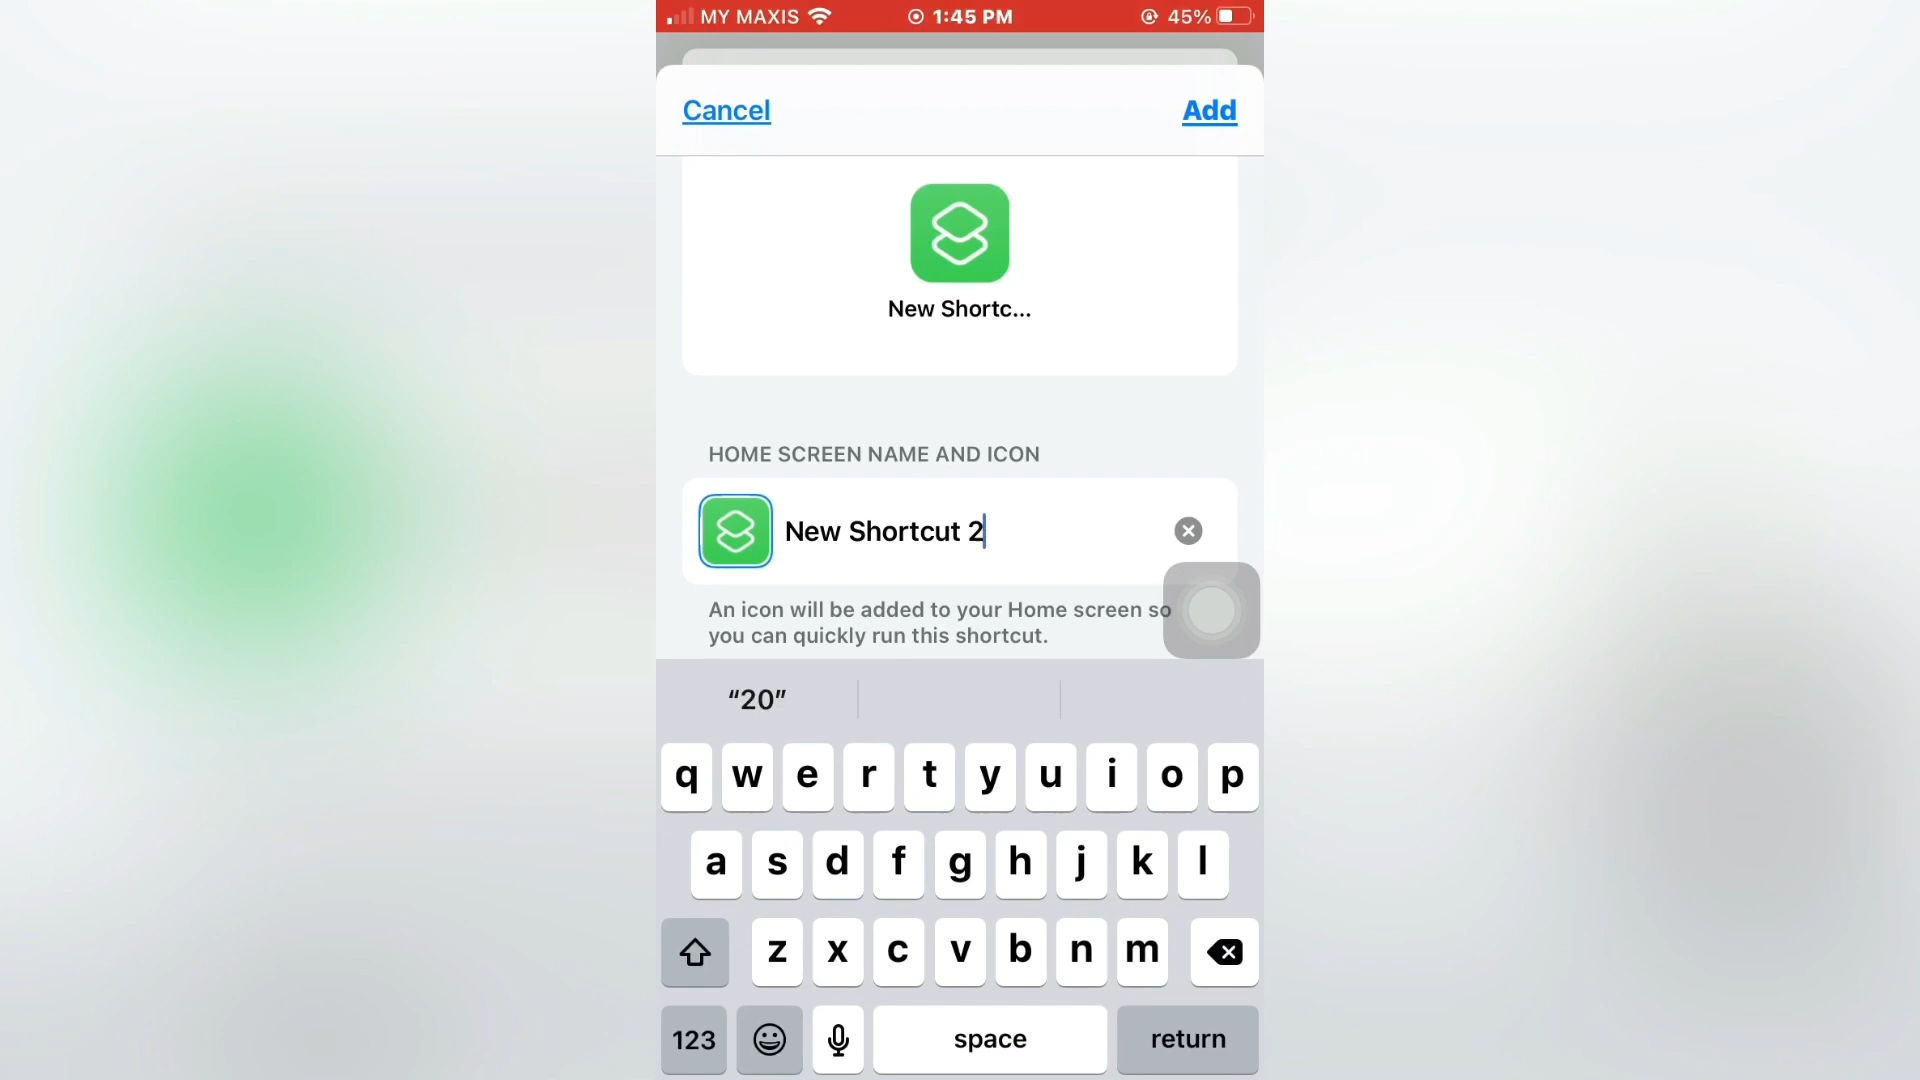 MY MAXIS 1:45 PM 45%
Cancel Add
New Shortc...
HOME SCREEN NAME AND ICON
New Shortcut 2
An icon will be added to your Home screen so
you can quickly run this shortcut.
“20”
q w e r t y u i o p
a s d f g h j k l
z x c v b n m
123 space return